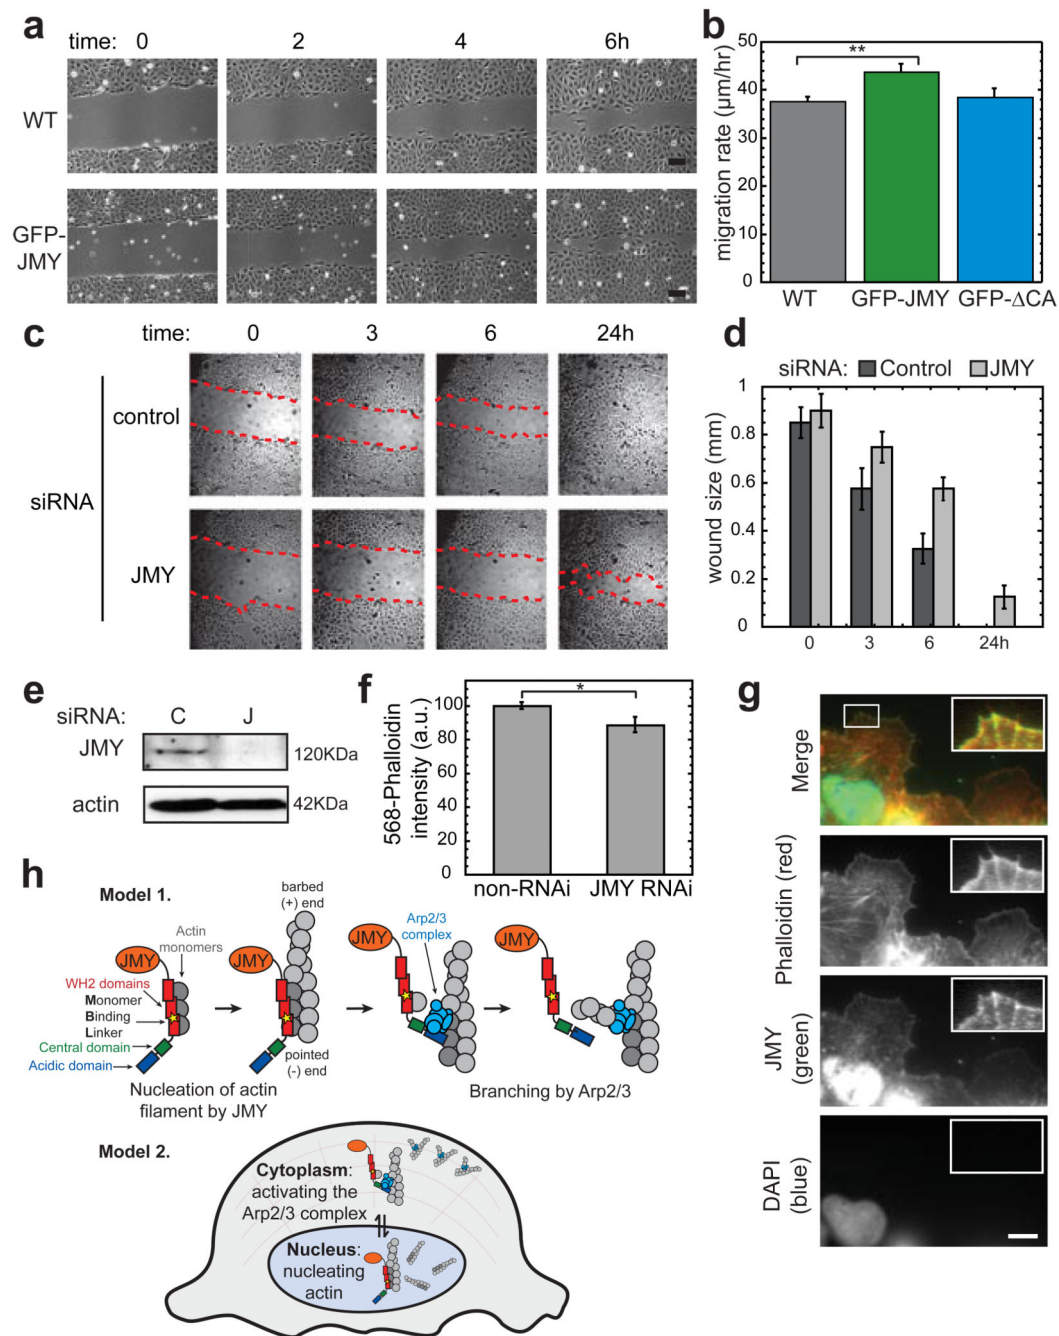 a
time: 0 2 4 6h
WT
GFP-
JMY
b
migration rate (μm/hr)
50
40
30
20
10
0
**
WT GFP-JMY GFP-ΔCA
c
time: 0 3 6 24h
siRNA
control
JMY
d
siRNA: Control JMY
wound size (mm)
1
0.8
0.6
0.4
0.2
0
0 3 6 24h
e
siRNA: C J
JMY 120KDa
actin 42KDa
f
568-Phalloidin
intensity (a.u.)
100
80
60
40
20
0
*
non-RNAi JMY RNAi
g
Merge
Phalloidin (red)
JMY
(green)
DAPI
(blue)
h
Model 1.
JMY
Actin
monomers
WH2 domains
Monomer
Binding
Linker
Central domain
Acidic domain
JMY
barbed
(+) end
pointed
(-) end
Nucleation of actin
filament by JMY
JMY
Arp2/3
complex
JMY
Branching by Arp2/3
Model 2.
Cytoplasm:
activating the
Arp2/3 complex
Nucleus:
nucleating
actin